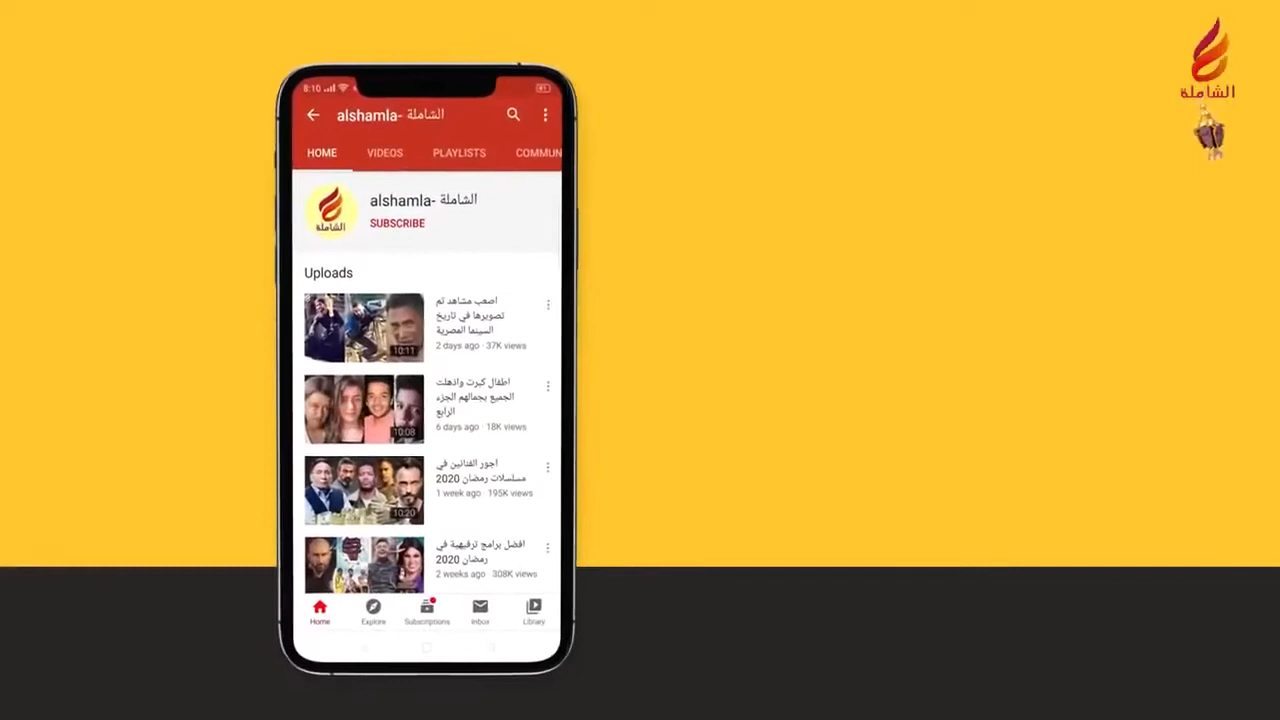 الشاملة
8:10
alshamla- الشاملة
HOME VIDEOS PLAYLISTS COMMUN
alshamla- الشاملة
SUBSCRIBE
الشاملة
Uploads
اصعب مشاهد تم
تصويرها في تاريخ
السينما المصرية
2 days ago · 37K views
10:11
اطفال كبرت واذهلت
الجميع بجمالهم الجزء
الرابع
6 days ago · 18K views
10:08
اجور الفنانين في
مسلسلات رمضان 2020
1 week ago · 195K views
10:20
افضل برامج ترفيهية في
رمضان 2020
2 weeks ago · 308K views
Home Explore Subscriptions Inbox Library